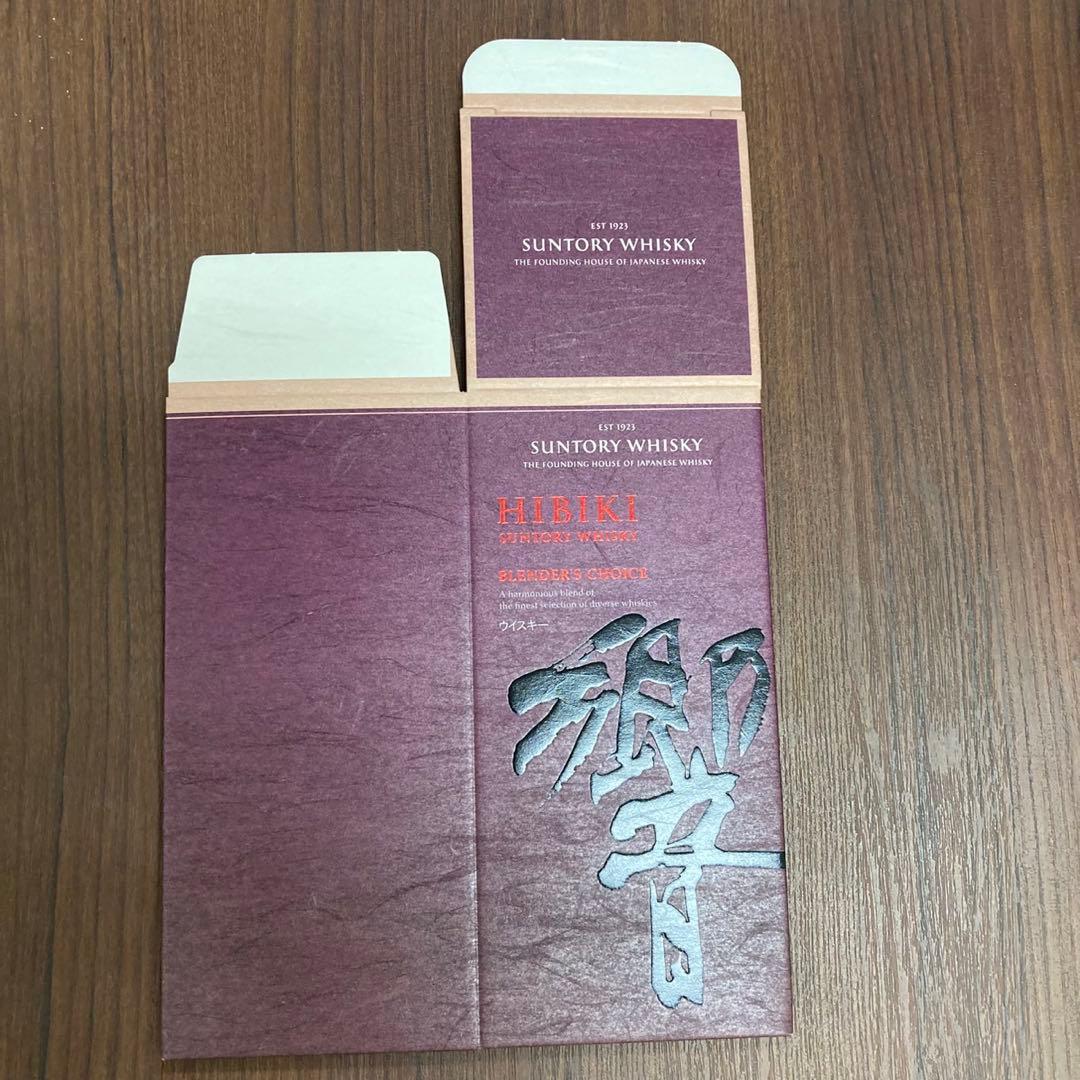 EST 1923
SUNTORY WHISKY
THE FOUNDING HOUSE OF JAPANESE WHISKY
EST 1923
SUNTORY WHISKY
THE FOUNDING HOUSE OF JAPANESE WHISKY
HIBIKI
SUNTORY WHISKY
BLENDER'S CHOICE
A harmonious blend of
the finest selection of diverse whiskies
ウイスキー
響